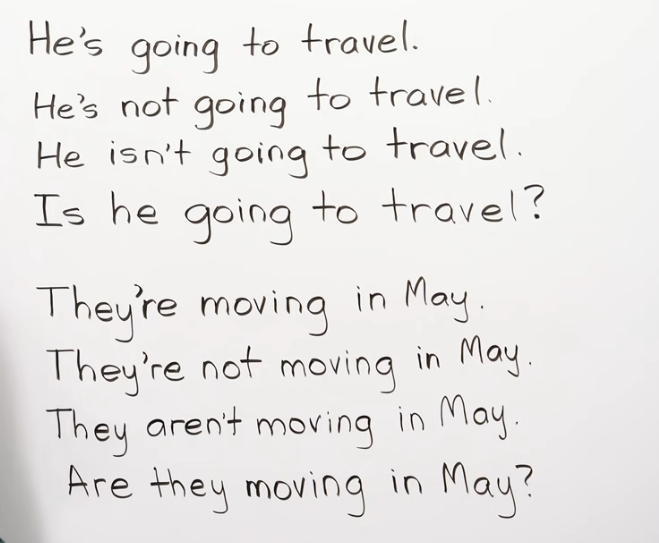 He's going to travel.
He's not going to travel.
He isn't going to travel.
Is he going to travel?
They're moving in May.
They're not moving in May.
They aren't moving in May.
Are they moving in May?